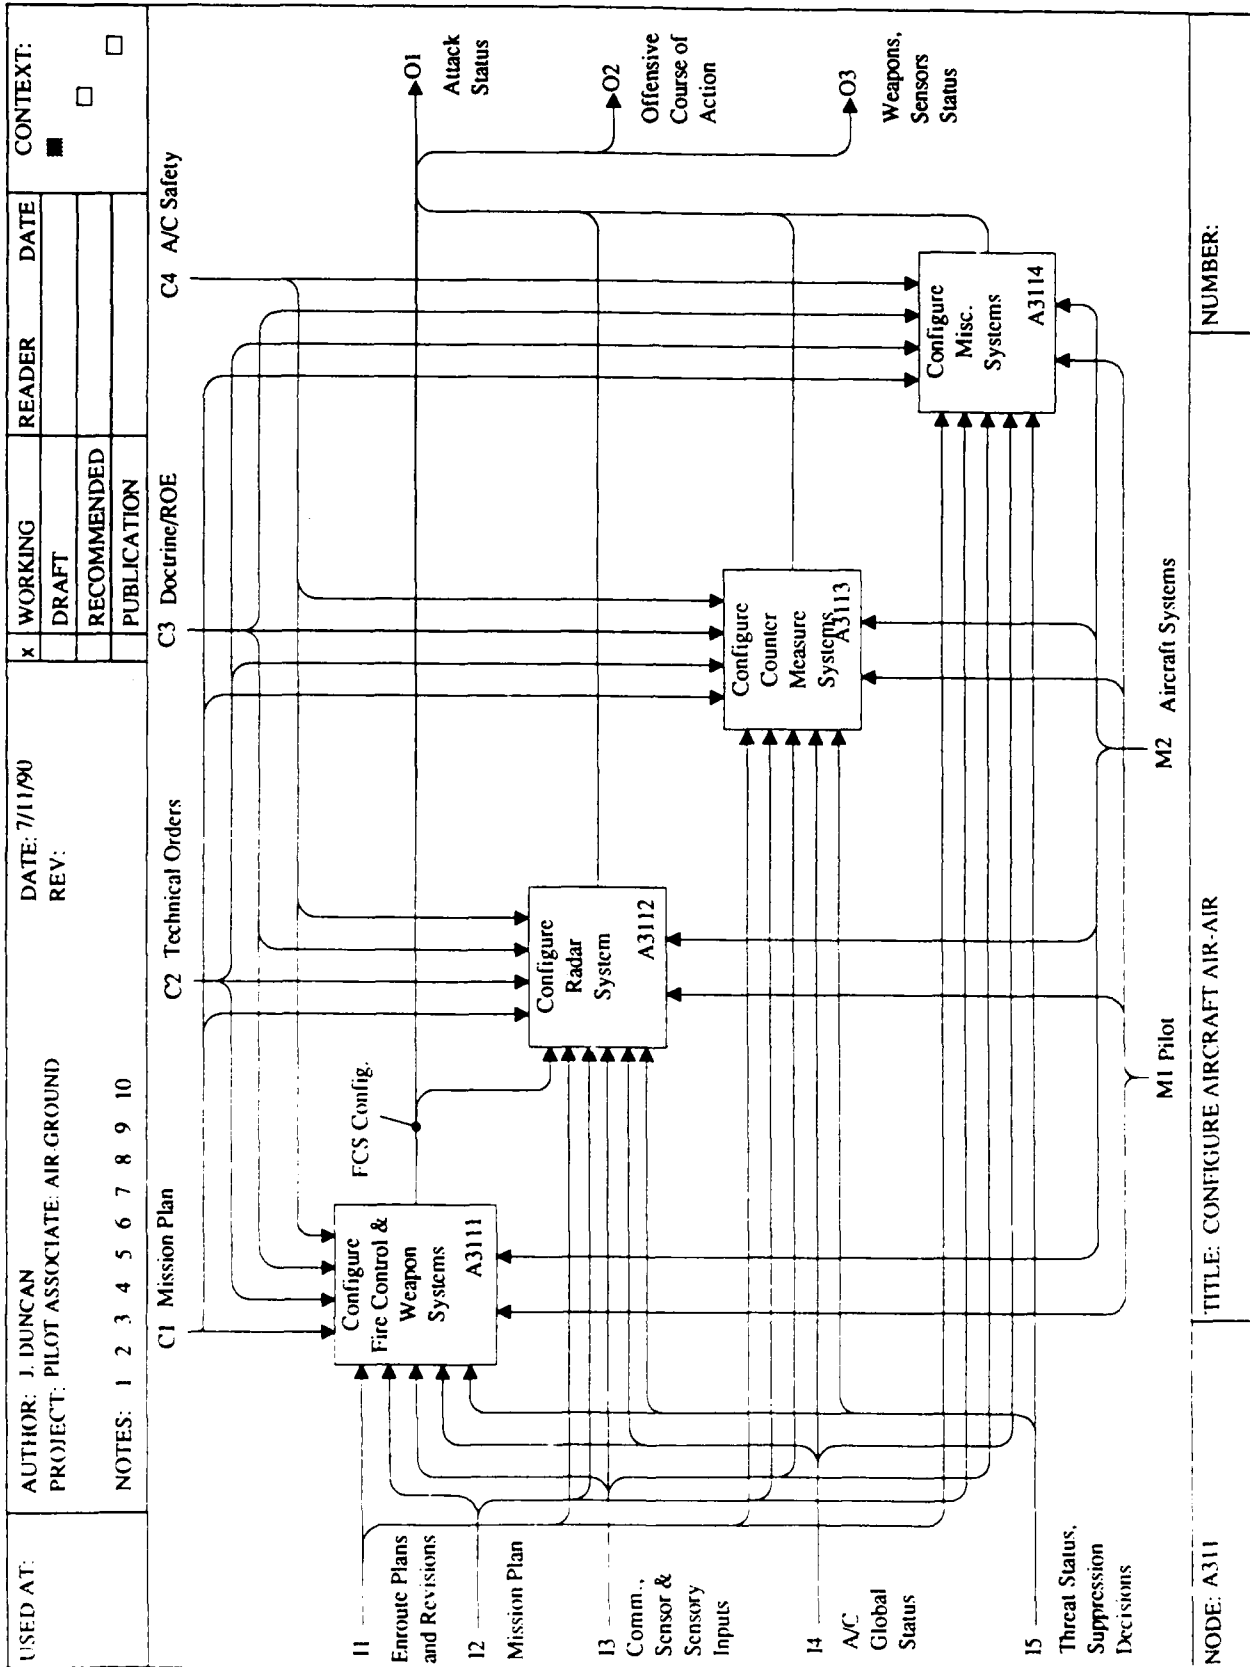 USED AT:
AUTHOR: J. DUNCAN
PROJECT: PILOT ASSOCIATE: AIR-GROUND
NOTES: 1 2 3 4 5 6 7 8 9 10
DATE: 7/11/90
REV:
x WORKING
DRAFT
RECOMMENDED
PUBLICATION
READER DATE
CONTEXT:
C1 Mission Plan
C2 Technical Orders
C3 Doctrine/ROE
C4 A/C Safety
Configure
Fire Control &
Weapon
Systems
A3111
FCS Config.
Configure
Radar
System
A3112
Configure
Counter
Measure
Systems
A3113
Configure
Misc.
Systems
A3114
O1
Attack
Status
O2
Offensive
Course of
Action
O3
Weapons,
Sensors
Status
I1
Enroute Plans
and Revisions
I2
Mission Plan
I3
Comm.,
Sensor &
Sensory
Inputs
I4
A/C
Global
Status
I5
Threat Status,
Suppression
Decisions
M1 Pilot
M2 Aircraft Systems
NODE: A311
TITLE: CONFIGURE AIRCRAFT AIR-AIR
NUMBER: